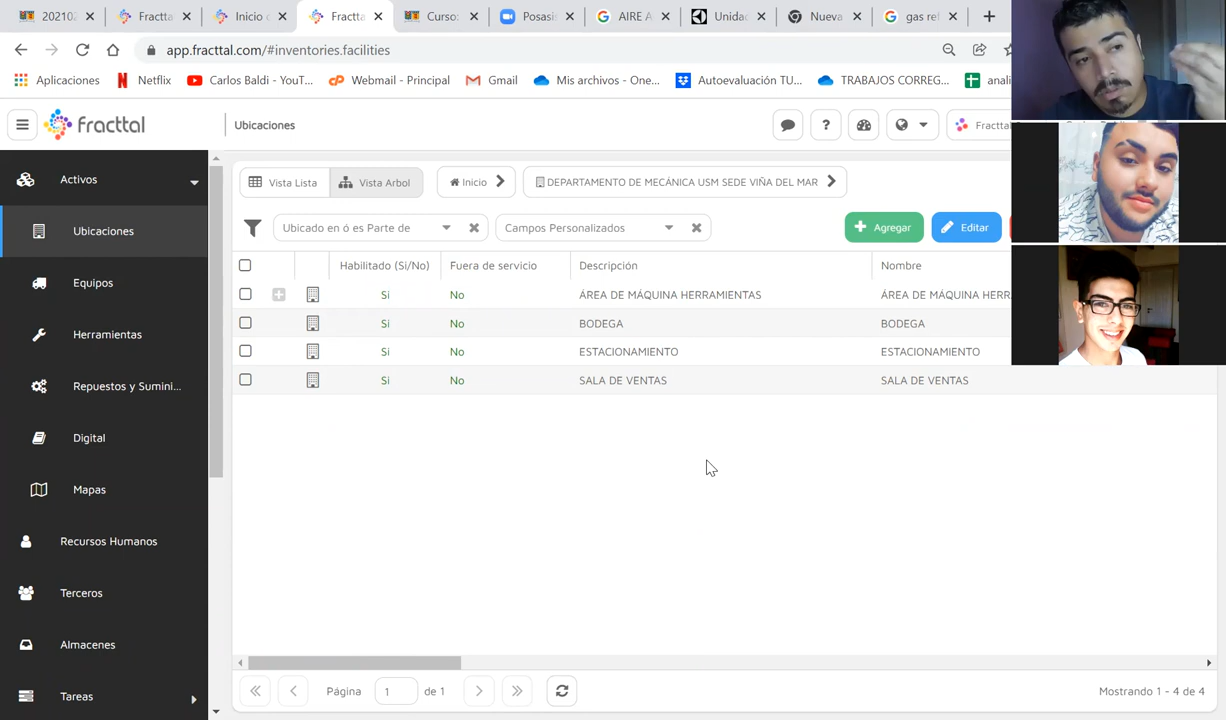 202102
Fractta
Inicio d
Fractta
Curso:
Posasis
AIRE A
Unidad
Nueva
gas ref
app.fracttal.com/#inventories.facilities
Aplicaciones
Netflix
Carlos Baldi - YouT...
Webmail - Principal
Gmail
Mis archivos - One...
Autoevaluación TU...
TRABAJOS CORREG...
anali
fracttal
Ubicaciones
?
Fractta
Activos
Ubicaciones
Equipos
Herramientas
Repuestos y Sumini...
Digital
Mapas
Recursos Humanos
Terceros
Almacenes
Tareas
Vista Lista
Vista Arbol
Inicio
DEPARTAMENTO DE MECÁNICA USM SEDE VIÑA DEL MAR
Ubicado en ó es Parte de
Campos Personalizados
Agregar
Editar
Habilitado (Si/No) Fuera de servicio Descripción Nombre
Si No ÁREA DE MÁQUINA HERRAMIENTAS ÁREA DE MÁQUINA HERR
Si No BODEGA BODEGA
Si No ESTACIONAMIENTO ESTACIONAMIENTO
Si No SALA DE VENTAS SALA DE VENTAS
Página 1 de 1
Mostrando 1 - 4 de 4